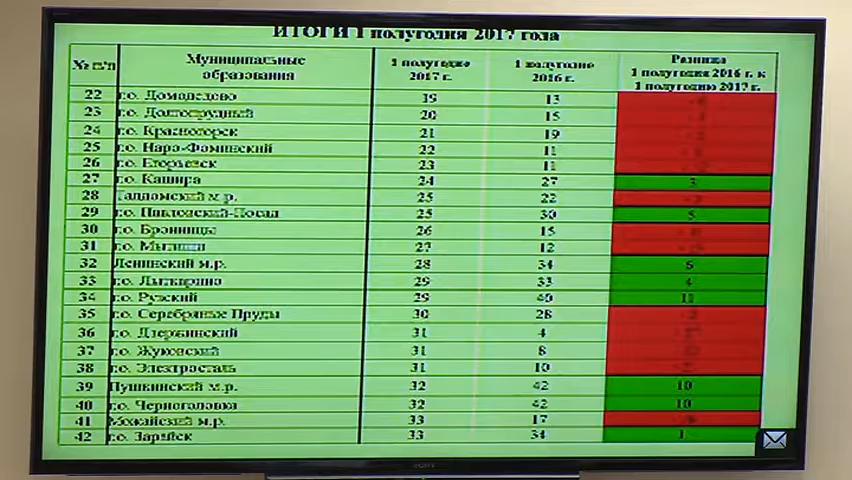 ИТОГИ 1 полугодия 2017 года
№ п/п Муниципальные образования 1 полугодие 2017 г. 1 полугодие 2016 г. Разница 1 полугодия 2016 г. к 1 полугодию 2017 г.
22 г.о. Домодедово 19 13
23 г.о. Долгопрудный 20 15
24 г.о. Красногорск 21 19
25 г.о. Наро-Фоминский 22 11
26 г.о. Егорьевск 23 11
27 г.о. Кашира 24 27 3
28 Талдомский м.р. 25 22
29 г.о. Павловский-Посад 25 30 5
30 г.о. Бронницы 26 15
31 г.о. Мытищи 27 12
32 Ленинский м.р. 28 34 6
33 г.о. Лыткарино 29 33 4
34 г.о. Рузский 29 40 11
35 г.о. Серебряные Пруды 30 28
36 г.о. Дзержинский 31 4
37 г.о. Жуковский 31 8
38 г.о. Электросталь 31 10
39 Пушкинский м.р. 32 42 10
40 г.о. Черноголовка 32 42 10
41 Можайский м.р. 33 17
42 г.о. Зарайск 33 34 1
SONY